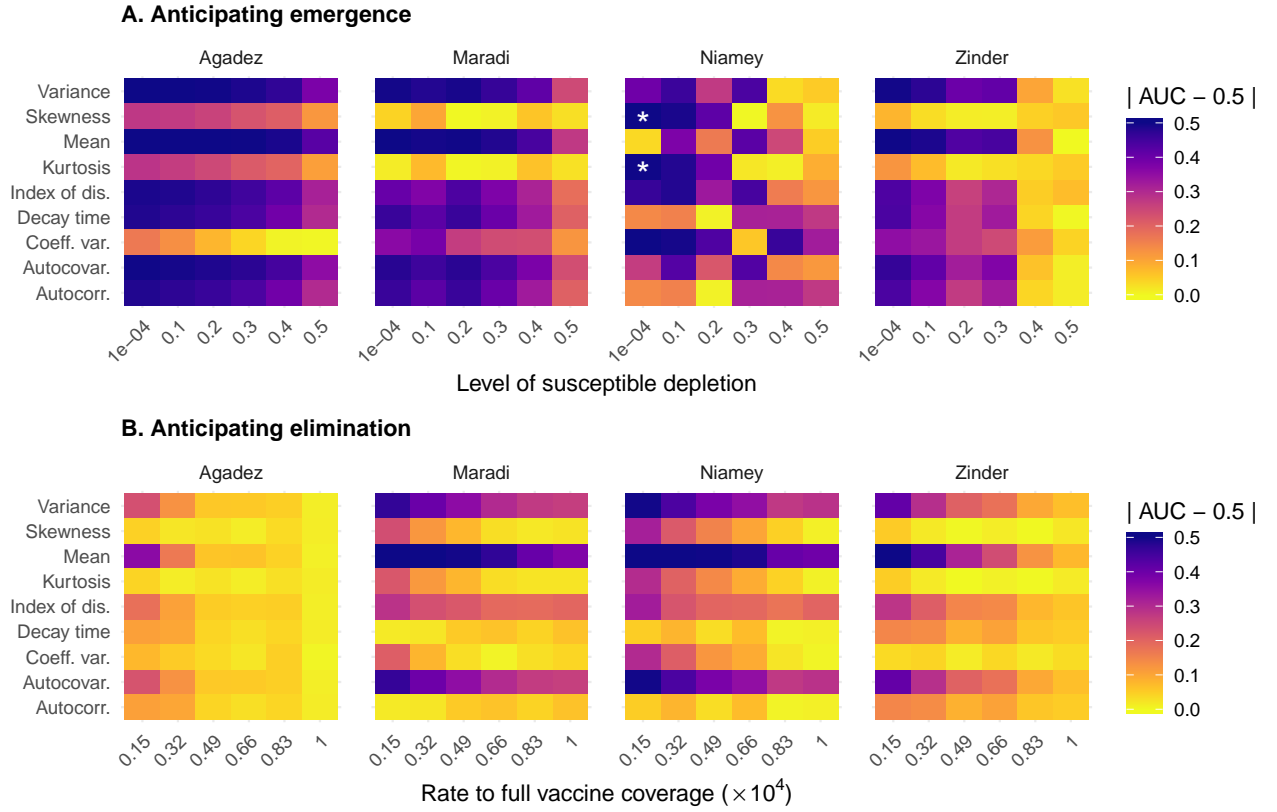 A. Anticipating emergence
Agadez
Maradi
Niamey
Zinder
Variance
Skewness
Mean
Kurtosis
Index of dis.
Decay time
Coeff. var.
Autocovar.
Autocorr.
*
*
1e−04 0.1 0.2 0.3 0.4 0.5
1e−04 0.1 0.2 0.3 0.4 0.5
1e−04 0.1 0.2 0.3 0.4 0.5
1e−04 0.1 0.2 0.3 0.4 0.5
Level of susceptible depletion
| AUC − 0.5 |
0.5
0.4
0.3
0.2
0.1
0.0
B. Anticipating elimination
Agadez
Maradi
Niamey
Zinder
Variance
Skewness
Mean
Kurtosis
Index of dis.
Decay time
Coeff. var.
Autocovar.
Autocorr.
0.15 0.32 0.49 0.66 0.83 1
0.15 0.32 0.49 0.66 0.83 1
0.15 0.32 0.49 0.66 0.83 1
0.15 0.32 0.49 0.66 0.83 1
Rate to full vaccine coverage (×10⁴)
| AUC − 0.5 |
0.5
0.4
0.3
0.2
0.1
0.0